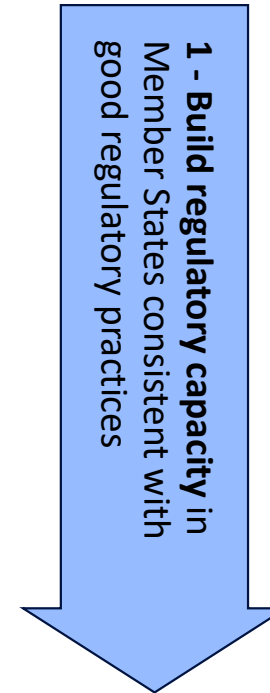 1 - Build regulatory capacity in
Member States consistent with
good regulatory practices